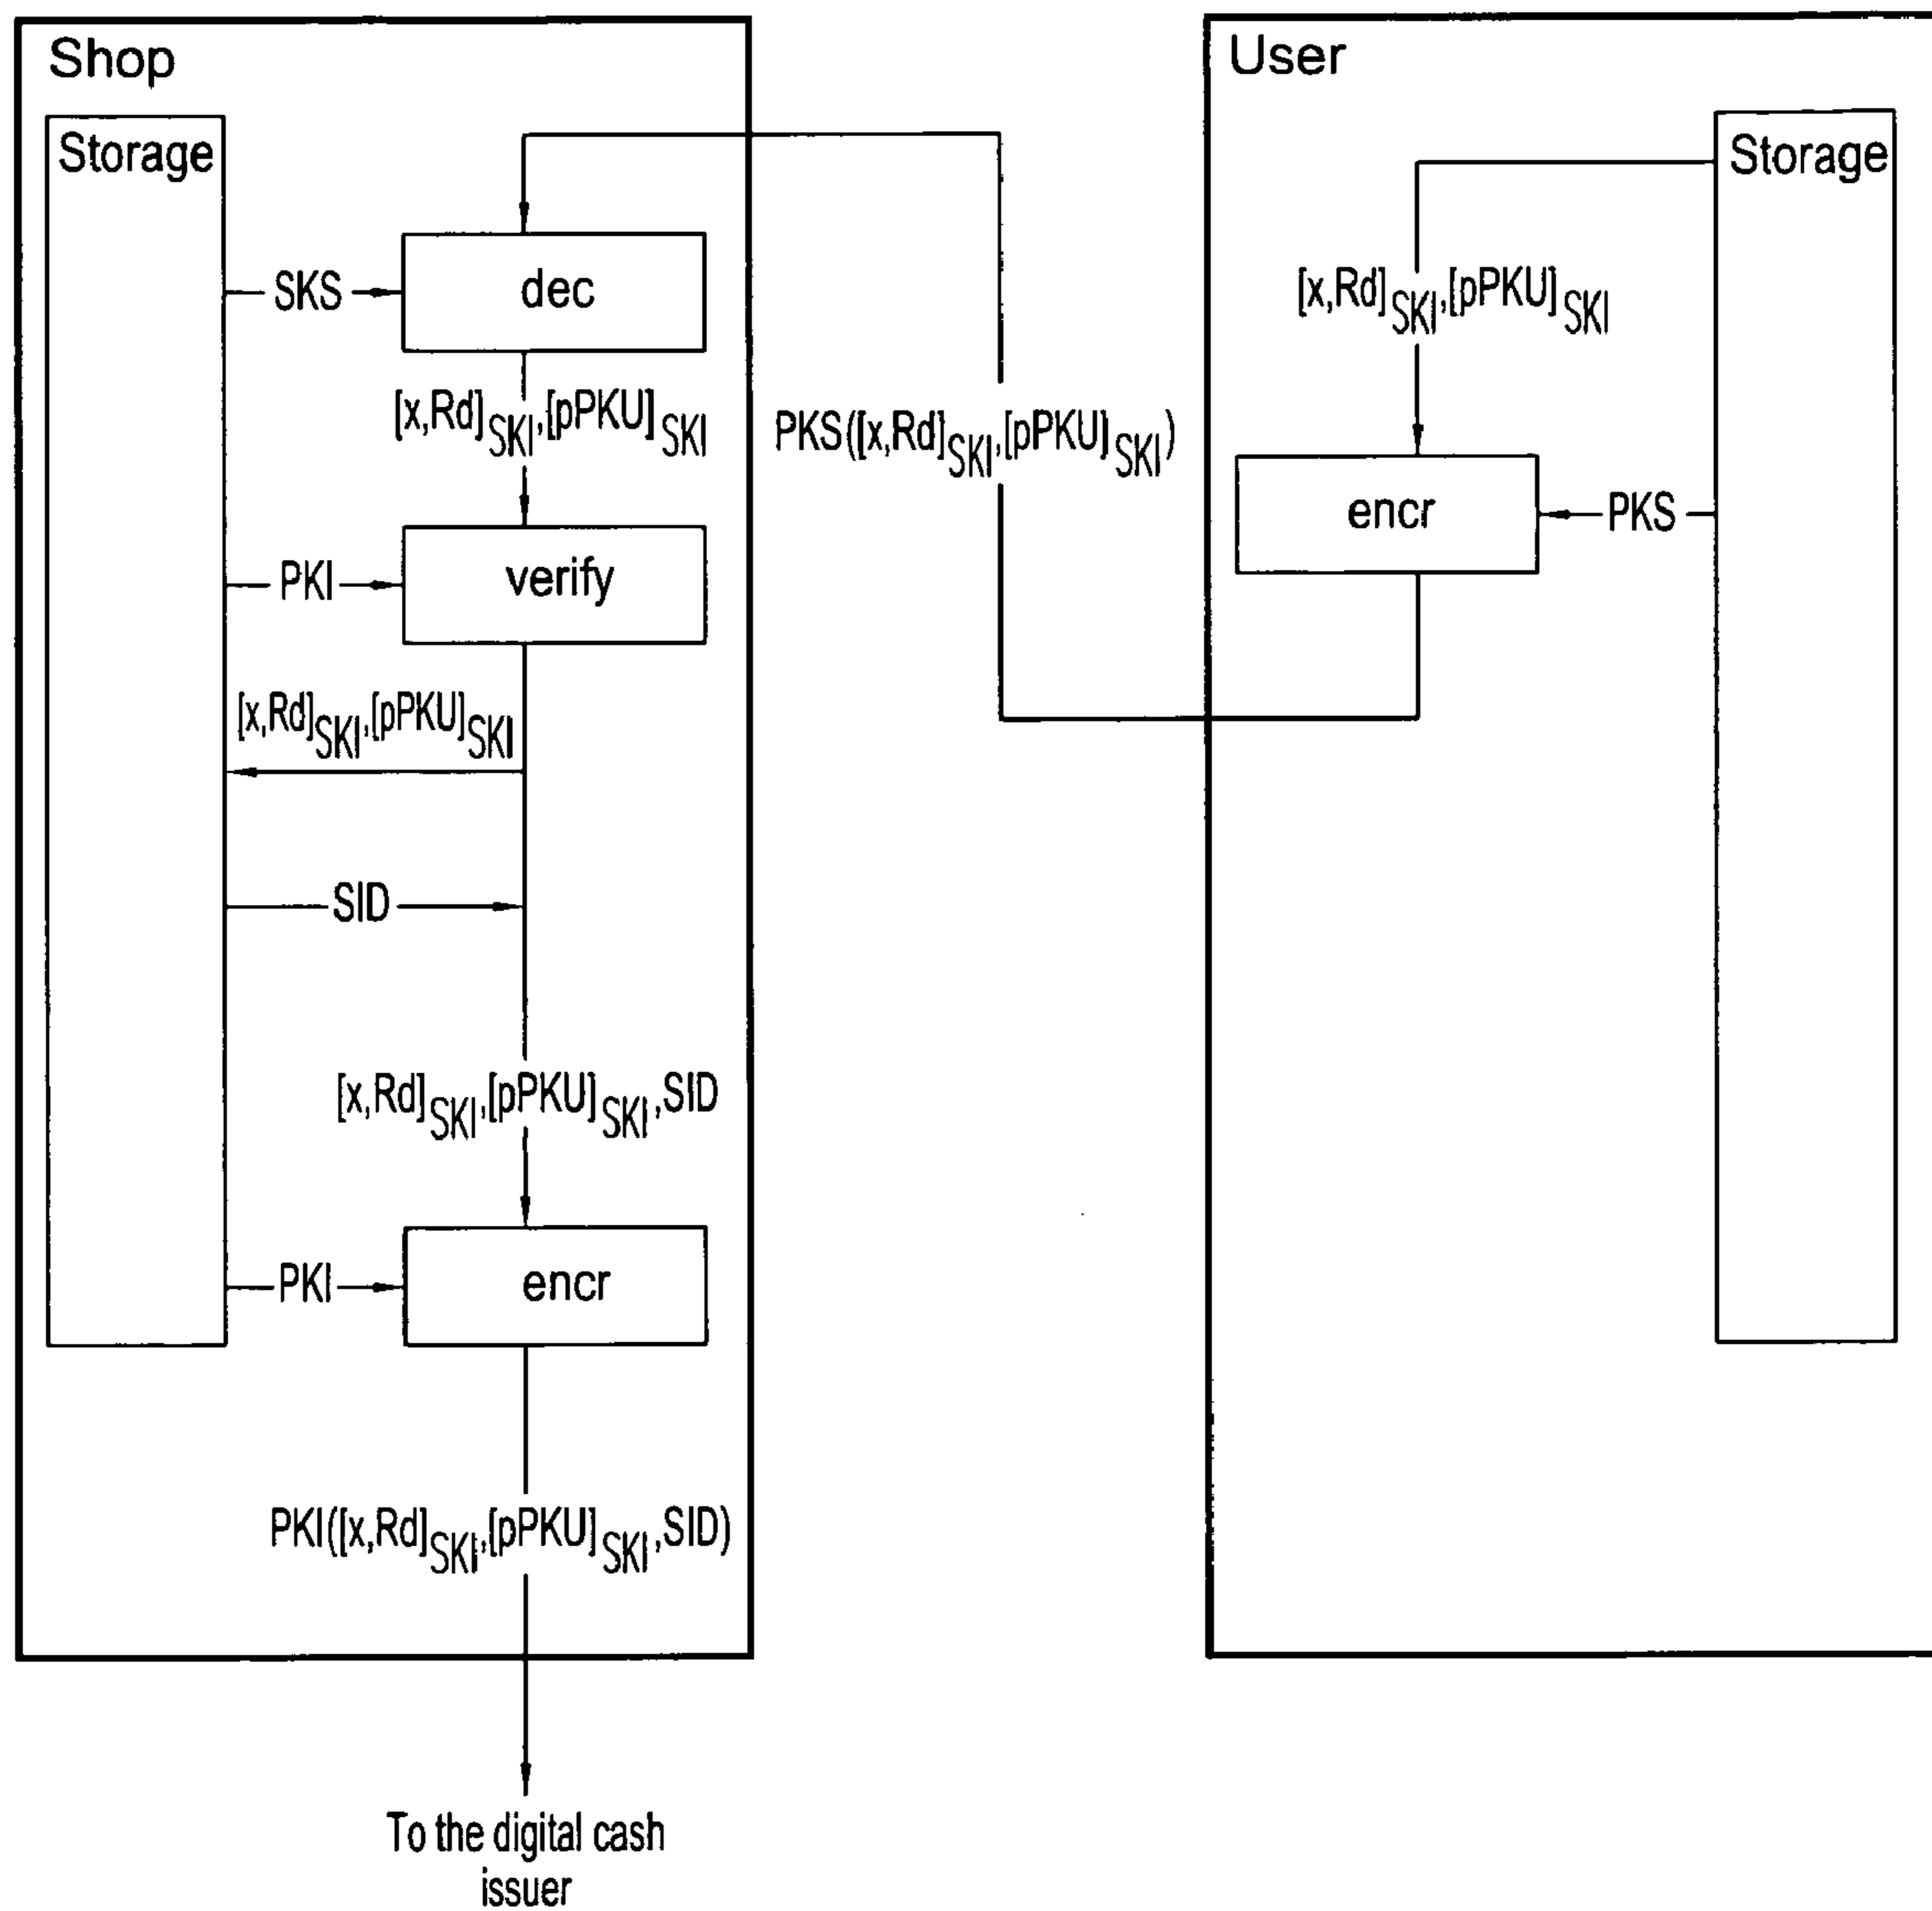 Shop
Storage
SKS
dec
[x,Rd]SKI,[pPKU]SKI
PKI
verify
[x,Rd]SKI,[pPKU]SKI
SID
[x,Rd]SKI,[pPKU]SKI,SID
PKI
encr
PKI([x,Rd]SKI,[pPKU]SKI,SID)
To the digital cash
issuer
PKS([x,Rd]SKI,[pPKU]SKI)
User
Storage
[x,Rd]SKI,[pPKU]SKI
encr
PKS